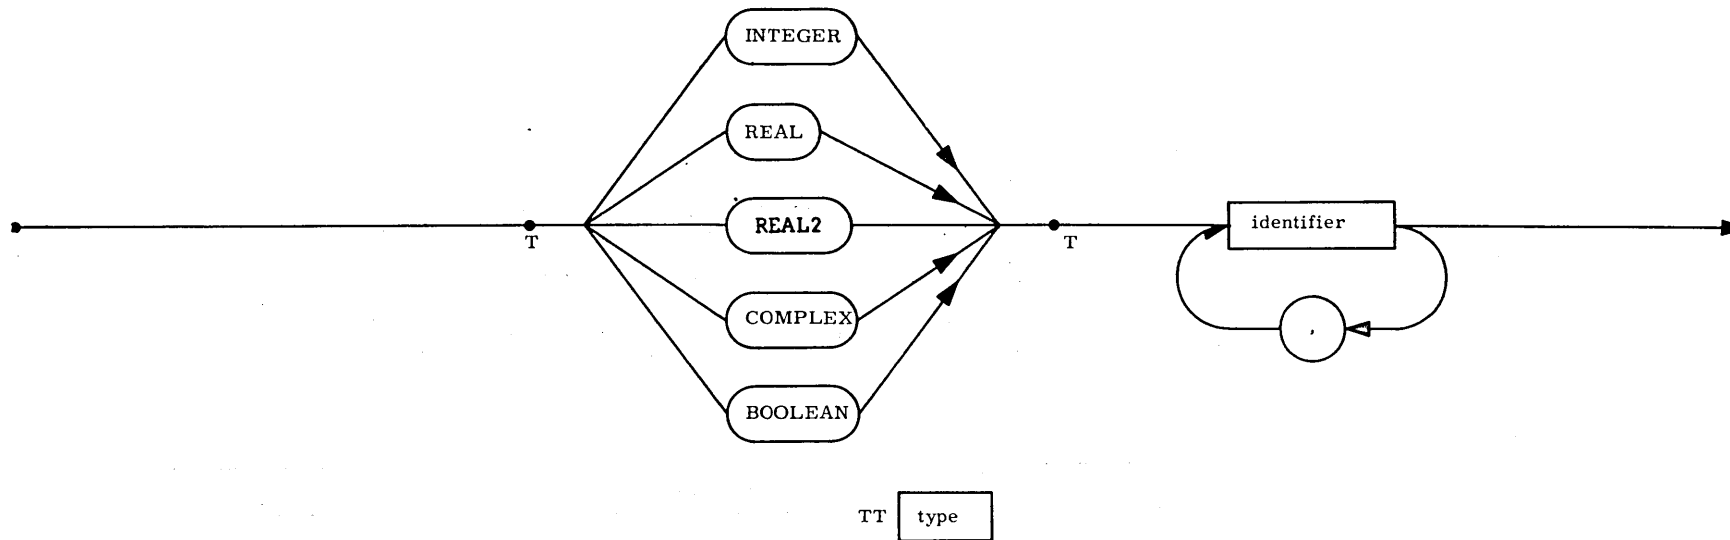 INTEGER
REAL
REAL2
T
T
identifier
COMPLEX
,
BOOLEAN
TT type